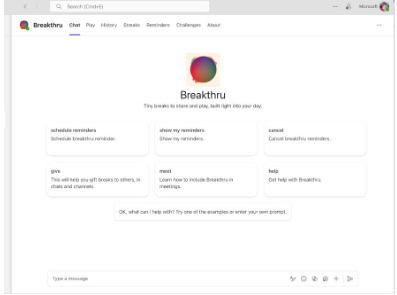 Search (Cmd+E)
Microsoft
Breakthru Chat Play History Streaks Reminders Challenges About
Breakthru
Tiny breaks to share and play, built right into your day.
schedule reminders
Schedule breakthru reminder.
show my reminders
Show my reminders.
cancel
Cancel breakthru reminders.
give
This will help you gift breaks to others, in
chats and channels.
meet
Learn how to include Breakthru in
meetings.
help
Get help with Breakthru.
OK, what can I help with? Try one of the examples or enter your own prompt.
Type a message